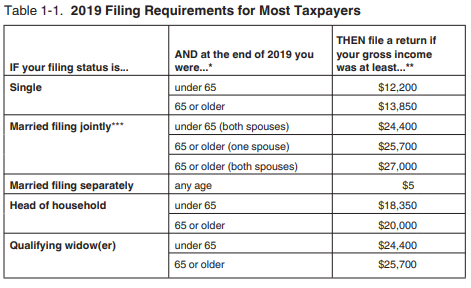 Table 1-1. 2019 Filing Requirements for Most Taxpayers
IF your filing status is...
AND at the end of 2019 you
were...*
THEN file a return if
your gross income
was at least...**
Single
under 65
$12,200
65 or older
$13,850
Married filing jointly***
under 65 (both spouses)
$24,400
65 or older (one spouse)
$25,700
65 or older (both spouses)
$27,000
Married filing separately
any age
$5
Head of household
under 65
$18,350
65 or older
$20,000
Qualifying widow(er)
under 65
$24,400
65 or older
$25,700